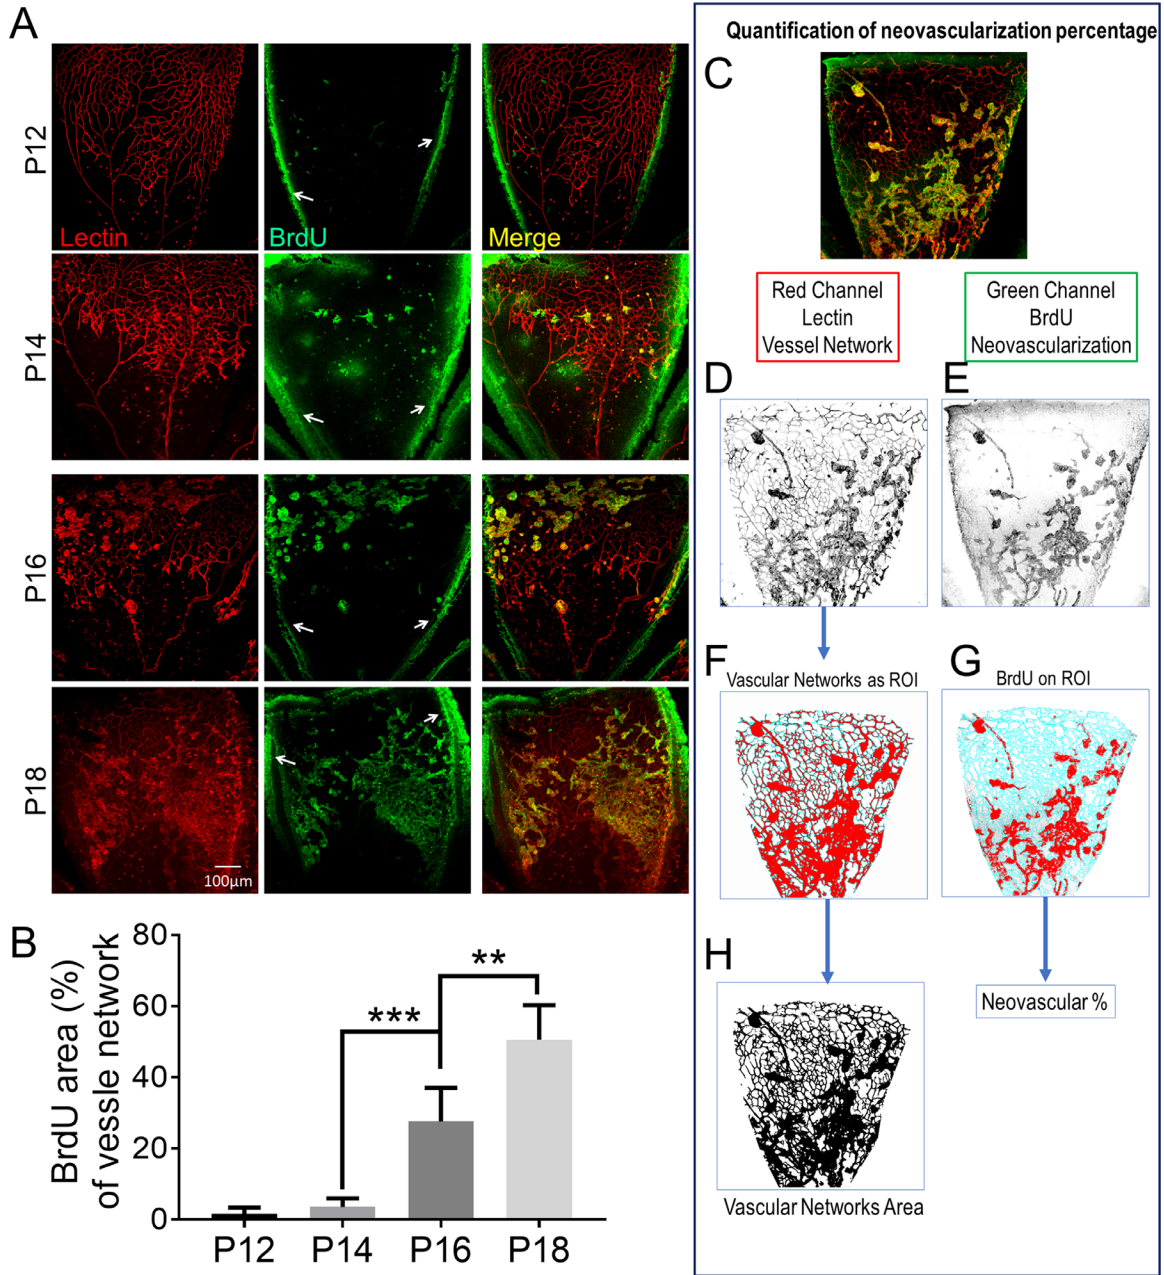 A
P12
Lectin
BrdU
Merge
P14
P16
P18
100μm
B
BrdU area (%)
of vessle network
80
60
40
20
0
***
**
P12 P14 P16 P18
Quantification of neovascularization percentage
C
Red Channel
Lectin
Vessel Network
Green Channel
BrdU
Neovascularization
D
E
F
Vascular Networks as ROI
G
BrdU on ROI
H
Neovascular %
Vascular Networks Area